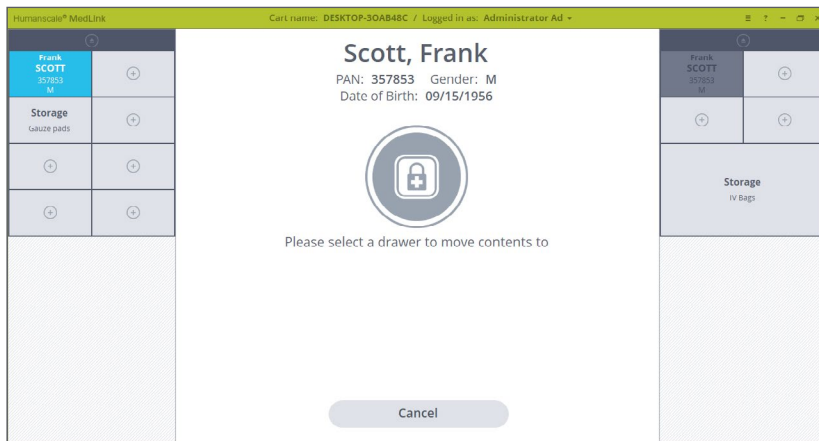 Humanscale® MedLink
Cart name: DESKTOP-3OAB48C / Logged in as: Administrator Ad
Frank
SCOTT
357853
M
Storage
Gauze pads
Scott, Frank
PAN: 357853 Gender: M
Date of Birth: 09/15/1956
Please select a drawer to move contents to
Cancel
Frank
SCOTT
357853
M
Storage
IV Bags